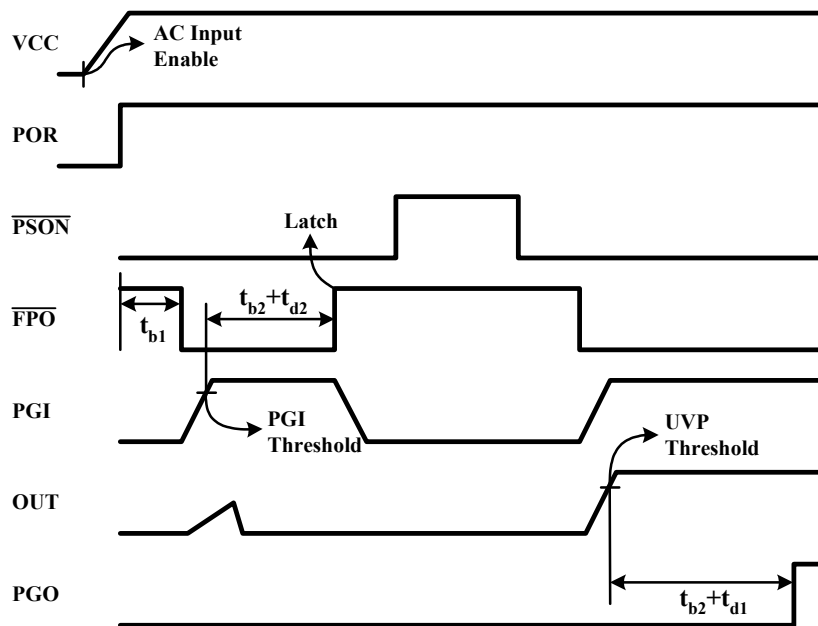 VCC
AC Input
Enable
POR
PSON
Latch
FPO
tb1
tb2+td2
PGI
PGI
Threshold
UVP
Threshold
OUT
PGO
tb2+td1